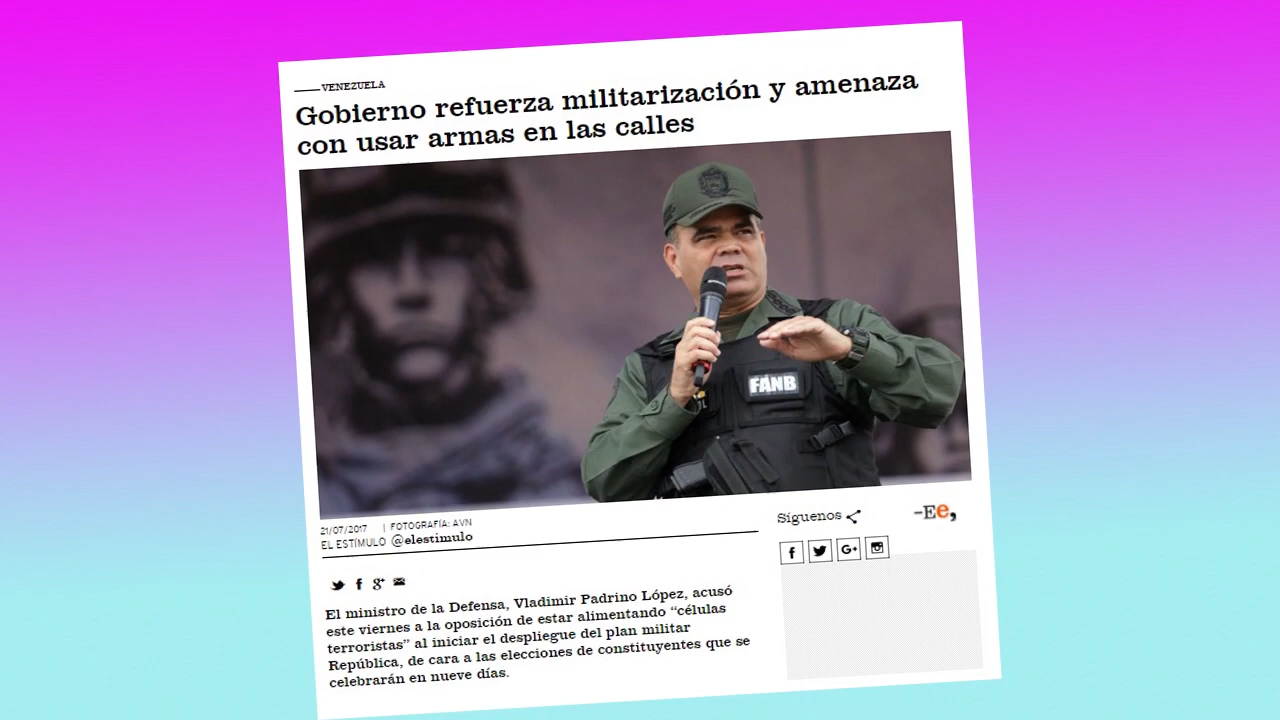 VENEZUELA
Gobierno refuerza militarización y amenaza
con usar armas en las calles
FANB
21/07/2017 | FOTOGRAFÍA: AVN
EL ESTÍMULO @elestimulo
Síguenos
-Ee,
El ministro de la Defensa, Vladimir Padrino López, acusó
este viernes a la oposición de estar alimentando “células
terroristas” al iniciar el despliegue del plan militar
República, de cara a las elecciones de constituyentes que se
celebrarán en nueve días.